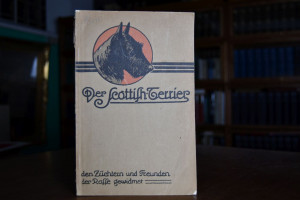 Der Scottish-Terrier
den Züchtern und Freunden
der Rasse gewidmet